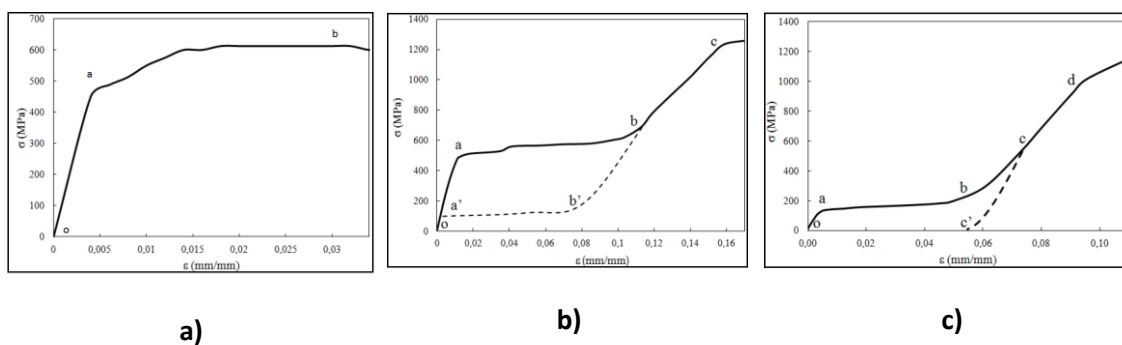 700
600
500
400
300
200
100
0
σ (MPa)
a
b
o
0 0,005 0,01 0,015 0,02 0,025 0,03
ε (mm/mm)
a)
1400
1200
1000
800
600
400
200
0
σ (MPa)
c
b
a
a’
b’
o
0 0,02 0,04 0,06 0,08 0,1 0,12 0,14 0,16
ε (mm/mm)
b)
1400
1200
1000
800
600
400
200
0
σ (MPa)
d
c
b
a
o
c’
0,00 0,02 0,04 0,06 0,08 0,10
ε (mm/mm)
c)